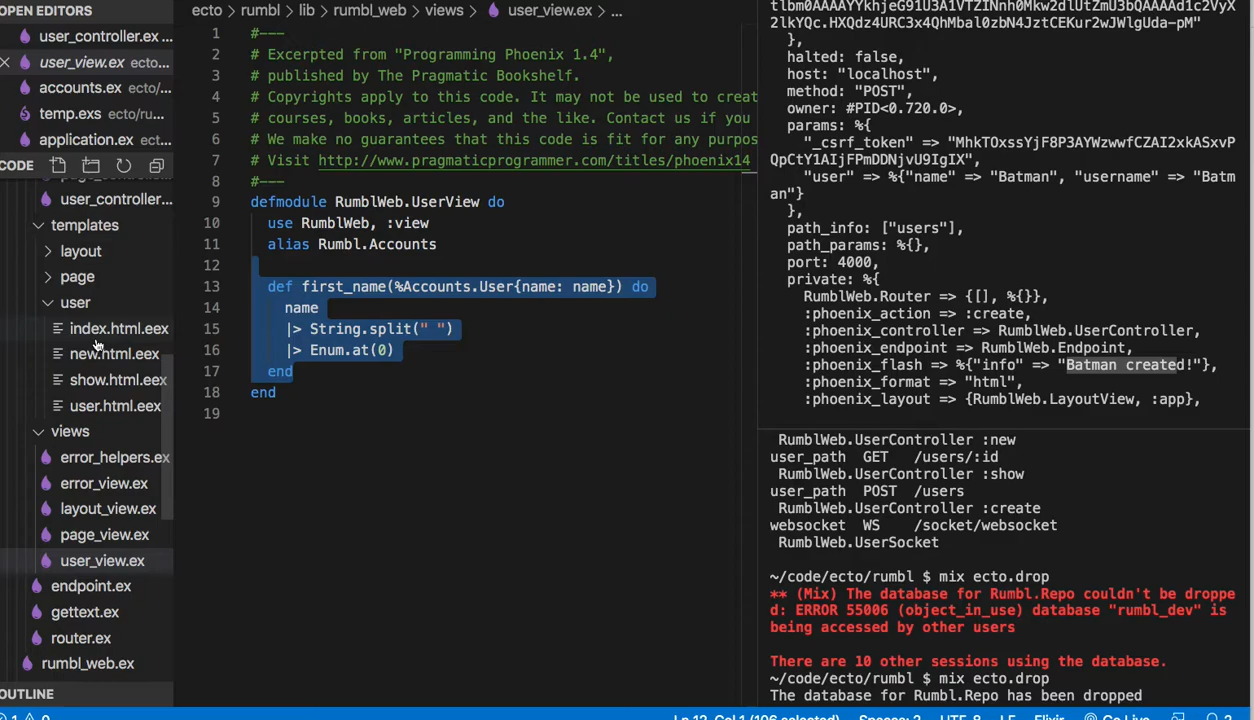 OPEN EDITORS
user_controller.ex ...
user_view.ex ecto...
accounts.ex ecto/...
temp.exs ecto/ru...
application.ex ect...
CODE
user_controller...
templates
layout
page
user
index.html.eex
new.html.eex
show.html.eex
user.html.eex
views
error_helpers.ex
error_view.ex
layout_view.ex
page_view.ex
user_view.ex
endpoint.ex
gettext.ex
router.ex
rumbl_web.ex
OUTLINE
ecto > rumbl > lib > rumbl_web > views > user_view.ex > ...
1 #---
2 # Excerpted from "Programming Phoenix 1.4",
3 # published by The Pragmatic Bookshelf.
4 # Copyrights apply to this code. It may not be used to creat
5 # courses, books, articles, and the like. Contact us if you
6 # We make no guarantees that this code is fit for any purpos
7 # Visit http://www.pragmaticprogrammer.com/titles/phoenix14
8 #---
9 defmodule RumblWeb.UserView do
10 use RumblWeb, :view
11 alias Rumbl.Accounts
12
13 def first_name(%Accounts.User{name: name}) do
14 name
15 |> String.split(" ")
16 |> Enum.at(0)
17 end
18 end
19
2lkYQc.HXQdz4URC3x4QhMbal0zbN4JztCEKur2wJWlgUda-pM"
},
halted: false,
host: "localhost",
method: "POST",
owner: #PID<0.720.0>,
params: %{
"_csrf_token" => "MhkTOxssYjF8P3AYWzwwfCZAI2xkASxvP
QpCtY1AIjFPmDDNjvU9IgIX",
"user" => %{"name" => "Batman", "username" => "Batm
an"}
},
path_info: ["users"],
path_params: %{},
port: 4000,
private: %{
RumblWeb.Router => {[], %{}},
:phoenix_action => :create,
:phoenix_controller => RumblWeb.UserController,
:phoenix_endpoint => RumblWeb.Endpoint,
:phoenix_flash => %{"info" => "Batman created!"},
:phoenix_format => "html",
:phoenix_layout => {RumblWeb.LayoutView, :app},
RumblWeb.UserController :new
user_path GET /users/:id
RumblWeb.UserController :show
user_path POST /users
RumblWeb.UserController :create
websocket WS /socket/websocket
RumblWeb.UserSocket
~/code/ecto/rumbl $ mix ecto.drop
** (Mix) The database for Rumbl.Repo couldn't be droppe
d: ERROR 55006 (object_in_use) database "rumbl_dev" is
being accessed by other users
There are 10 other sessions using the database.
~/code/ecto/rumbl $ mix ecto.drop
The database for Rumbl.Repo has been dropped
Ln 12, Col 1 (106 selected) Spaces: 2 UTF-8 LF Elixir Go Live